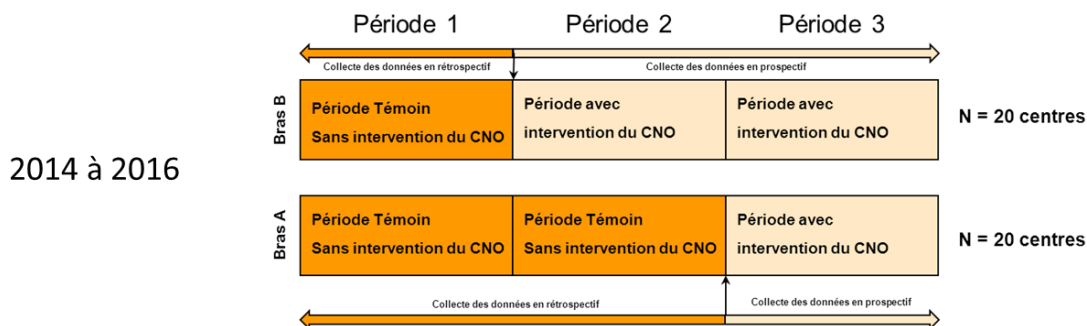 Période 1
Période 2
Période 3
Collecte des données en rétrospectif
Collecte des données en prospectif
Bras B
Période Témoin
Sans intervention du CNO
Période avec
intervention du CNO
Période avec
intervention du CNO
N = 20 centres
2014 à 2016
Bras A
Période Témoin
Sans intervention du CNO
Période Témoin
Sans intervention du CNO
Période avec
intervention du CNO
N = 20 centres
Collecte des données en rétrospectif
Collecte des données en prospectif